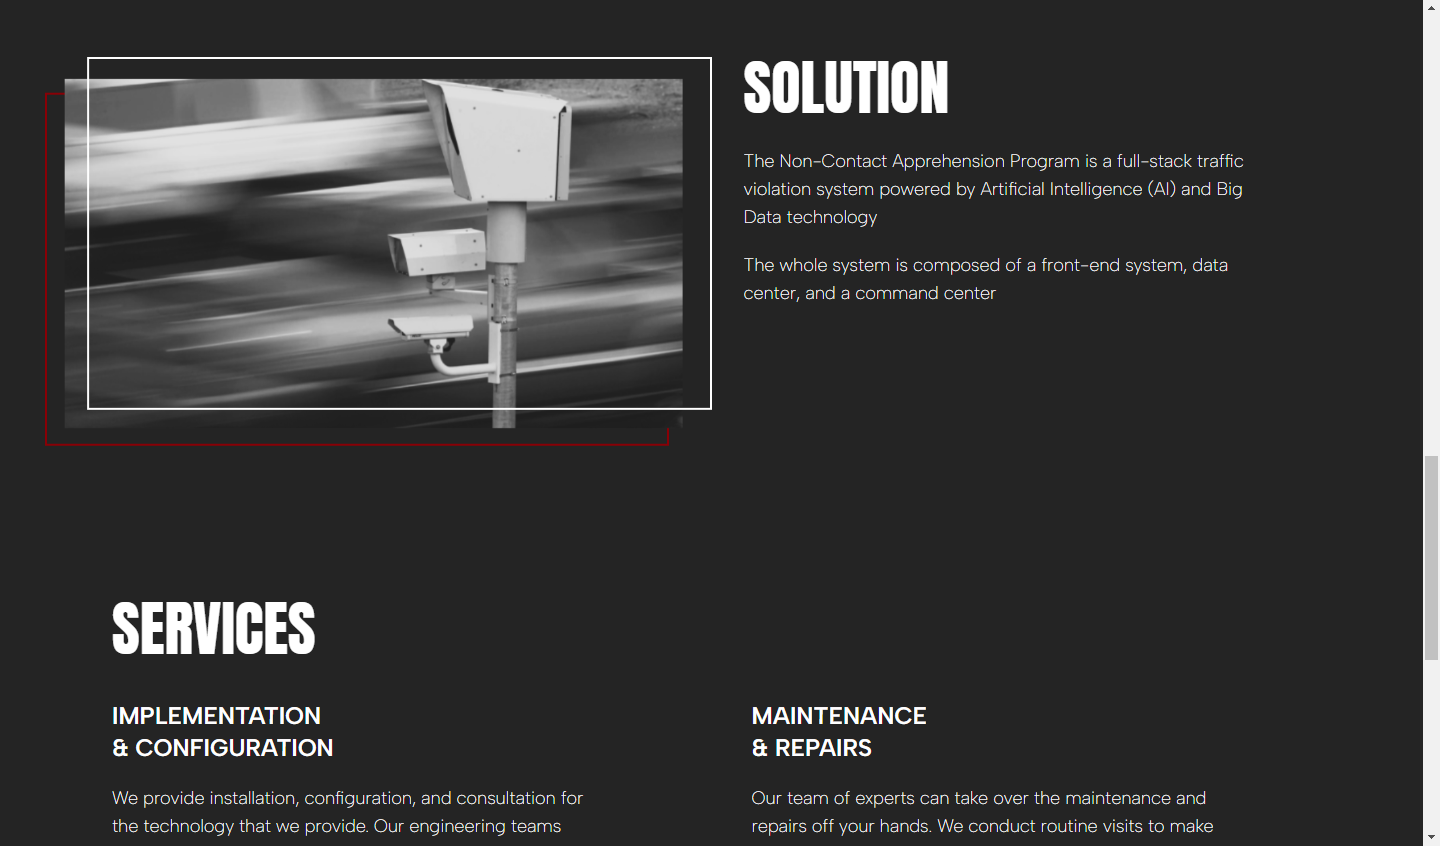 SOLUTION
The Non-Contact Apprehension Program is a full-stack traffic
violation system powered by Artificial Intelligence (AI) and Big
Data technology
The whole system is composed of a front-end system, data
center, and a command center
SERVICES
IMPLEMENTATION
& CONFIGURATION
We provide installation, configuration, and consultation for
the technology that we provide. Our engineering teams
MAINTENANCE
& REPAIRS
Our team of experts can take over the maintenance and
repairs off your hands. We conduct routine visits to make